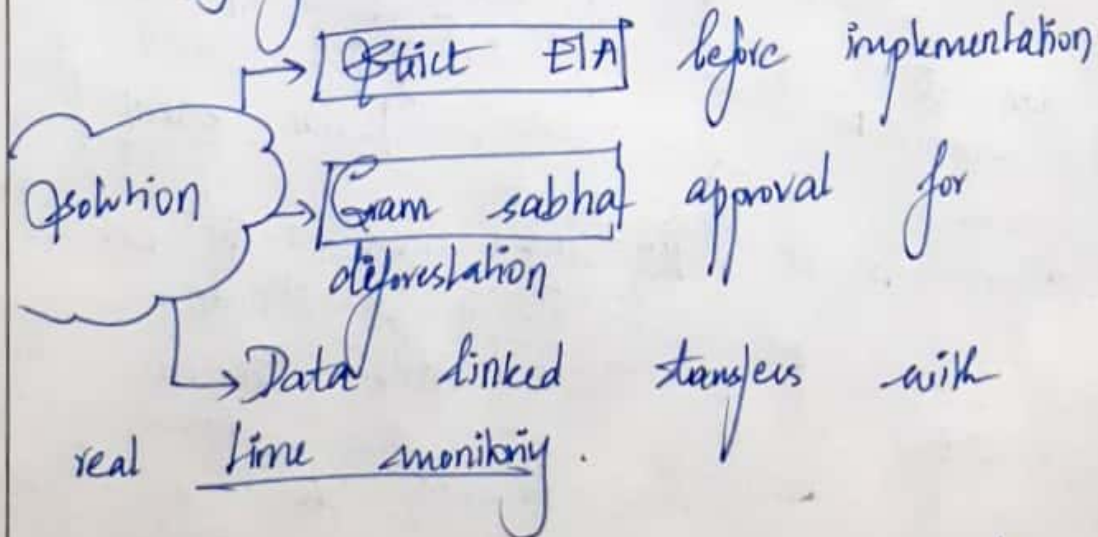 Strict EIA before implementation
solution
Gram sabha approval for
deforestation
Data linked transfers with
real time monitoring.